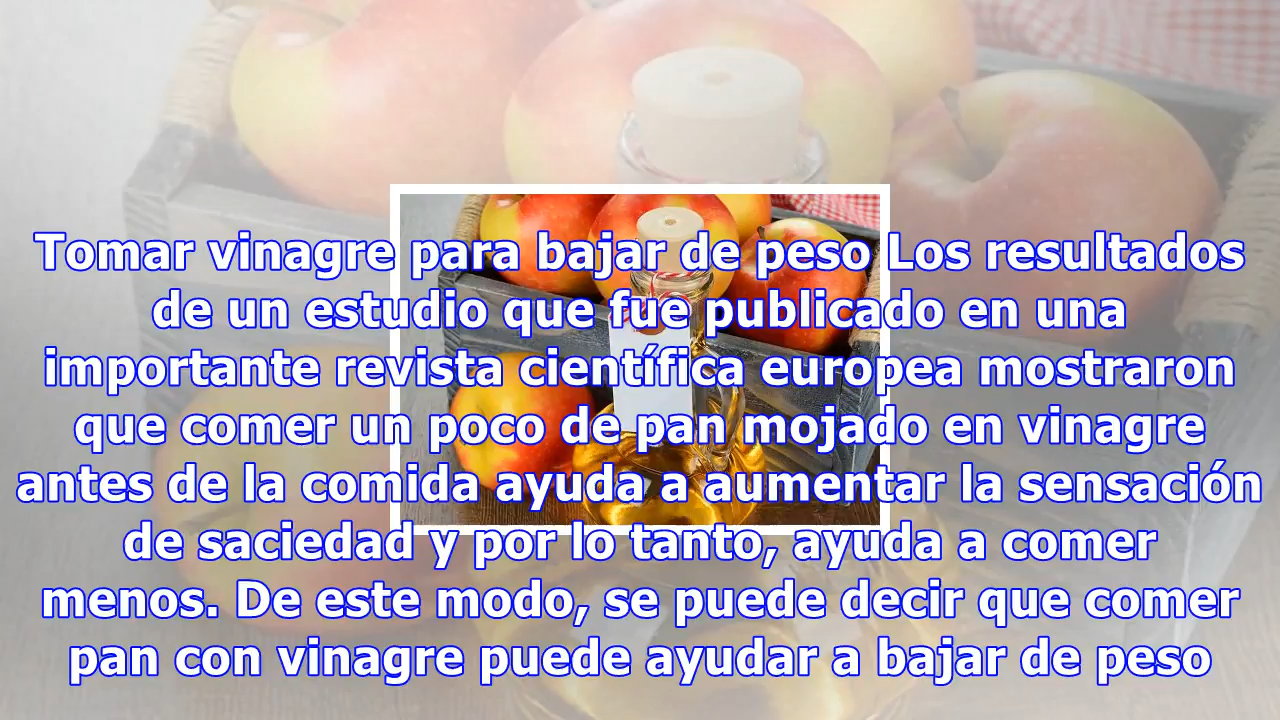 Tomar vinagre para bajar de peso Los resultados
de un estudio que fue publicado en una
importante revista científica europea mostraron
que comer un poco de pan mojado en vinagre
antes de la comida ayuda a aumentar la sensación
de saciedad y por lo tanto, ayuda a comer
menos. De este modo, se puede decir que comer
pan con vinagre puede ayudar a bajar de peso